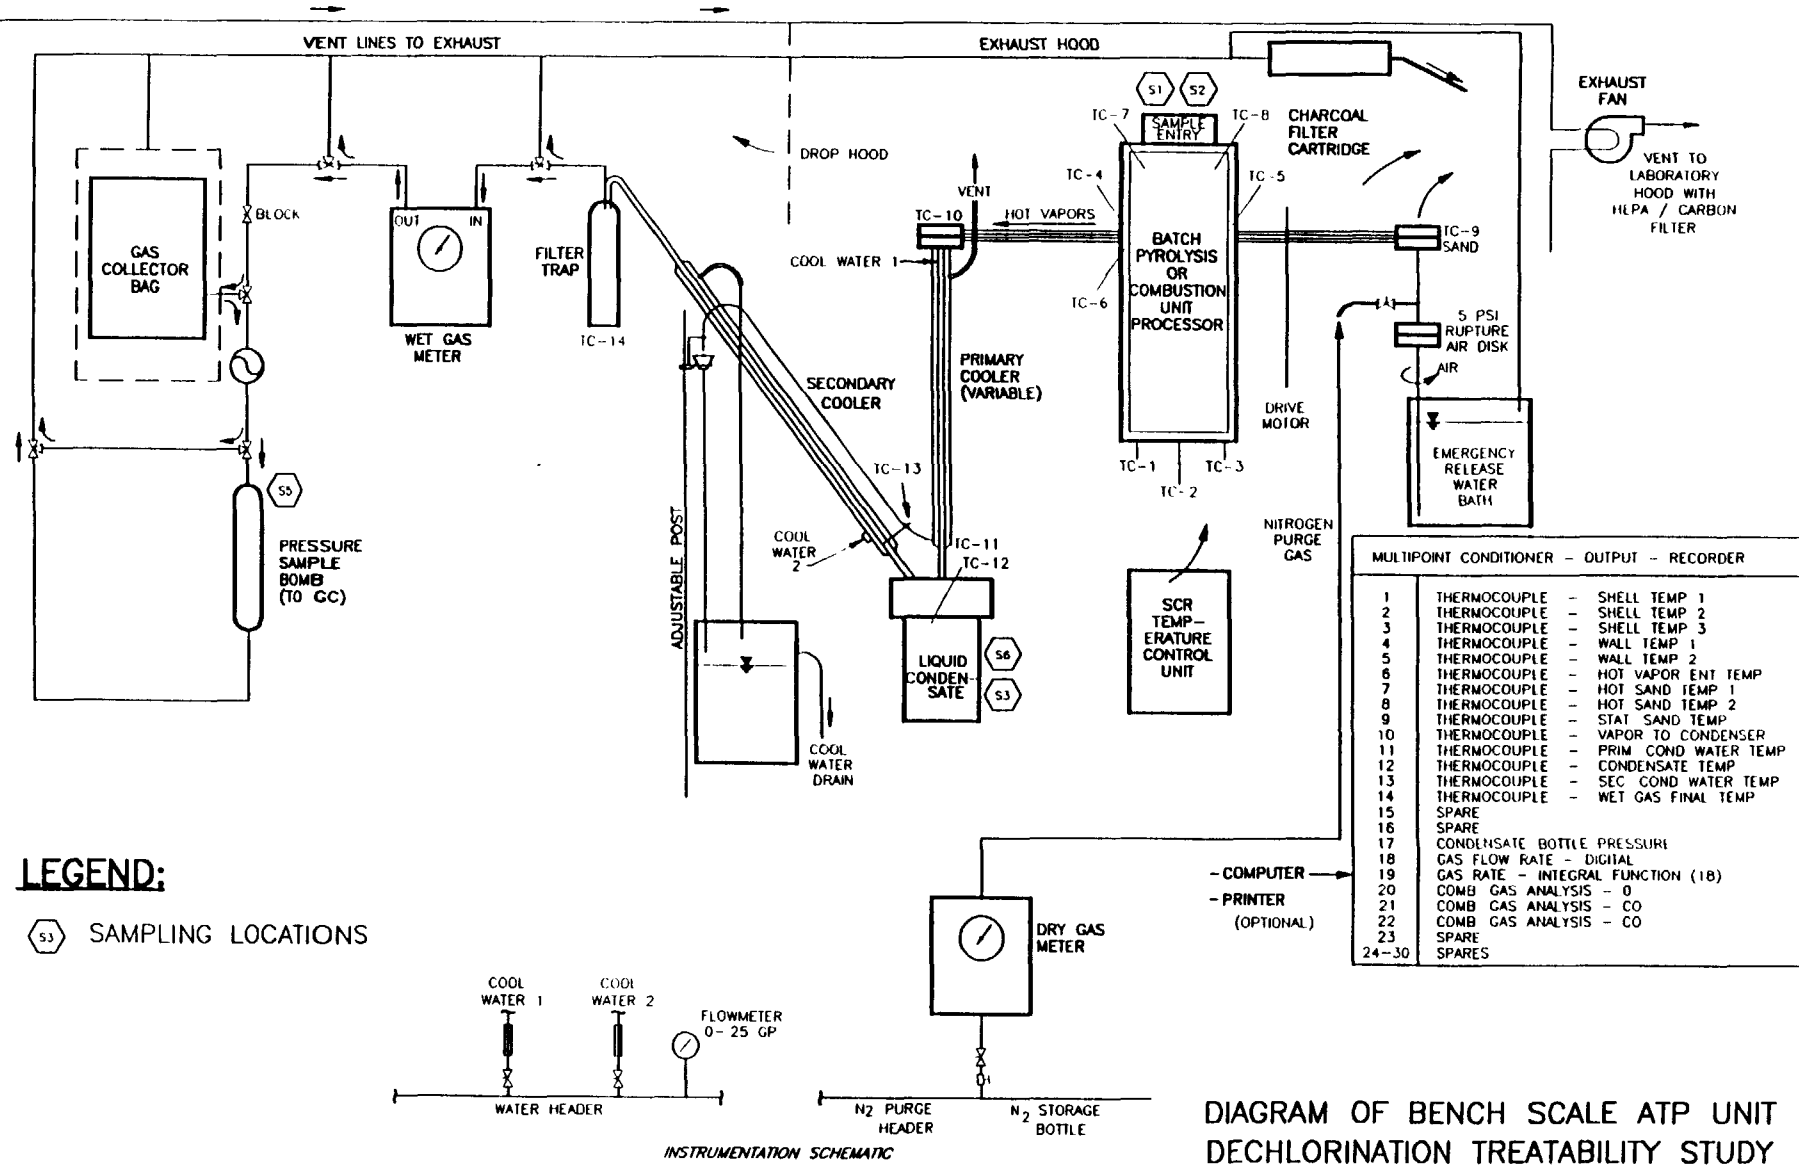 VENT LINES TO EXHAUST
EXHAUST HOOD
S1 S2
TC-7
SAMPLE
ENTRY
TC-8
CHARCOAL
FILTER
CARTRIDGE
EXHAUST
FAN
VENT TO
LABORATORY
HOOD WITH
HEPA / CARBON
FILTER
DROP HOOD
TC-4
TC-5
VENT
BLOCK
OUT IN
GAS
COLLECTOR
BAG
FILTER
TRAP
TC-10
HOT VAPORS
TC-9
SAND
COOL WATER 1
BATCH
PYROLYSIS
OR
COMBUSTION
UNIT
PROCESSOR
TC-6
5 PSI
RUPTURE
AIR DISK
AIR
WET GAS
METER
TC-14
SECONDARY
COOLER
PRIMARY
COOLER
(VARIABLE)
DRIVE
MOTOR
TC-1
TC-2
TC-3
EMERGENCY
RELEASE
WATER
BATH
S5
TC-13
PRESSURE
SAMPLE
BOMB
(TO GC)
ADJUSTABLE POST
COOL
WATER
2
TC-11
TC-12
NITROGEN
PURGE
GAS
SCR
TEMP-
ERATURE
CONTROL
UNIT
LIQUID
CONDEN-
SATE
S6
S3
COOL
WATER
DRAIN
MULTIPOINT CONDITIONER - OUTPUT - RECORDER
1 THERMOCOUPLE - SHELL TEMP 1
2 THERMOCOUPLE - SHELL TEMP 2
3 THERMOCOUPLE - SHELL TEMP 3
4 THERMOCOUPLE - WALL TEMP 1
5 THERMOCOUPLE - WALL TEMP 2
6 THERMOCOUPLE - HOT VAPOR ENT TEMP
7 THERMOCOUPLE - HOT SAND TEMP 1
8 THERMOCOUPLE - HOT SAND TEMP 2
9 THERMOCOUPLE - STAT SAND TEMP
10 THERMOCOUPLE - VAPOR TO CONDENSER
11 THERMOCOUPLE - PRIM COND WATER TEMP
12 THERMOCOUPLE - CONDENSATE TEMP
13 THERMOCOUPLE - SEC COND WATER TEMP
14 THERMOCOUPLE - WET GAS FINAL TEMP
15 SPARE
16 SPARE
17 CONDENSATE BOTTLE PRESSURE
18 GAS FLOW RATE - DIGITAL
19 GAS RATE - INTEGRAL FUNCTION (18)
20 COMB GAS ANALYSIS - O
21 COMB GAS ANALYSIS - CO
22 COMB GAS ANALYSIS - CO
23 SPARE
24-30 SPARES
- COMPUTER
- PRINTER
(OPTIONAL)
LEGEND:
S3 SAMPLING LOCATIONS
DRY GAS
METER
COOL
WATER 1
COOL
WATER 2
FLOWMETER
0-25 GP
WATER HEADER
N2 PURGE
HEADER
N2 STORAGE
BOTTLE
INSTRUMENTATION SCHEMATIC
DIAGRAM OF BENCH SCALE ATP UNIT
DECHLORINATION TREATABILITY STUDY